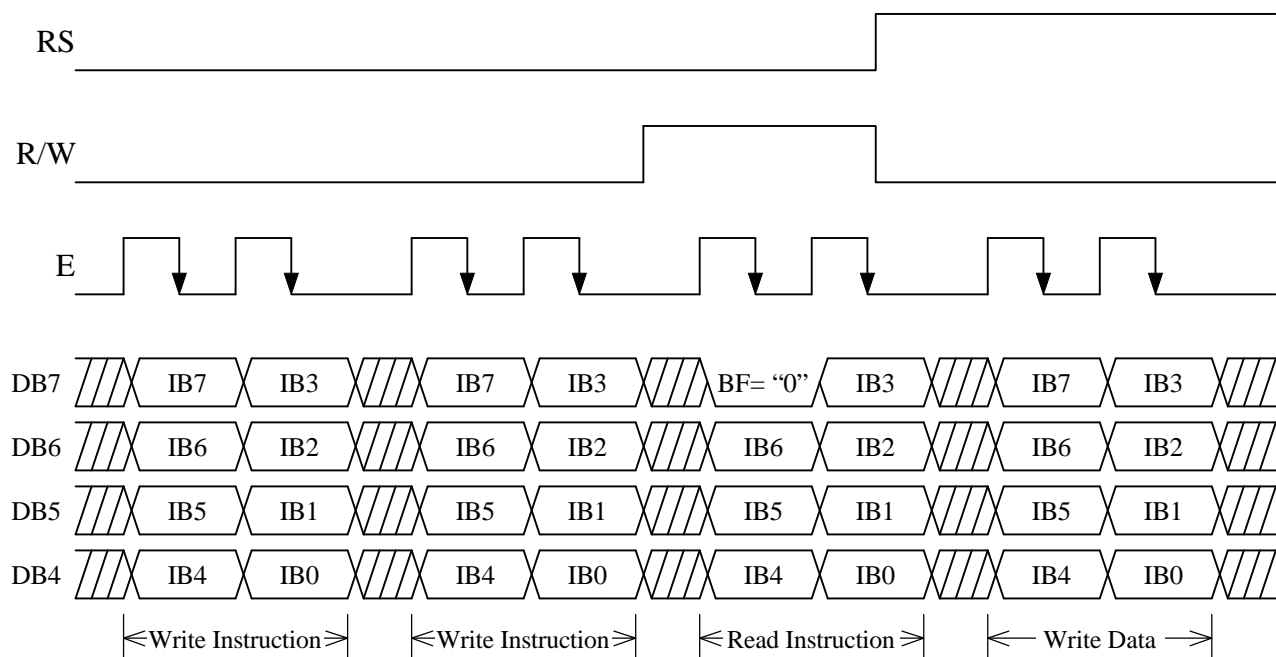 RS
R/W
E
DB7 IB7 IB3 IB7 IB3 BF= “0” IB3 IB7 IB3
DB6 IB6 IB2 IB6 IB2 IB6 IB2 IB6 IB2
DB5 IB5 IB1 IB5 IB1 IB5 IB1 IB5 IB1
DB4 IB4 IB0 IB4 IB0 IB4 IB0 IB4 IB0
Write Instruction Write Instruction Read Instruction Write Data